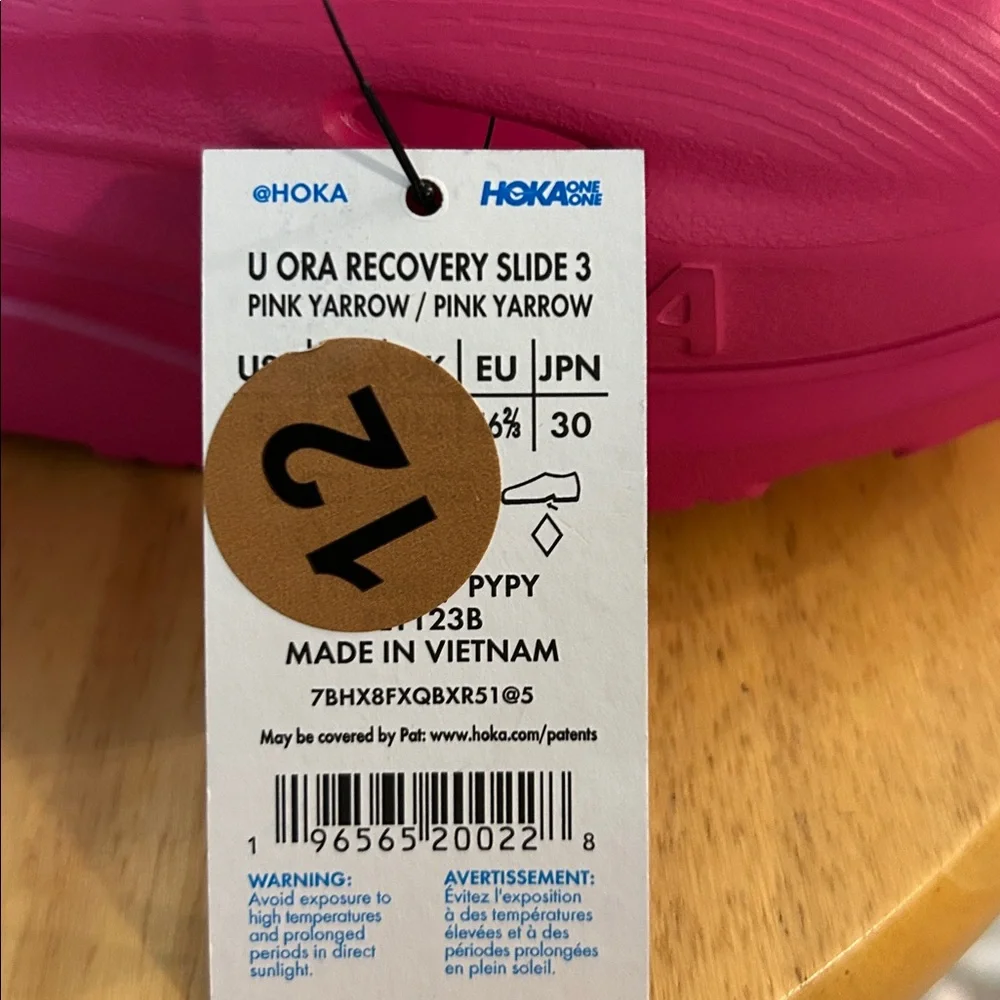 @HOKA HOKA ONE ONE
U ORA RECOVERY SLIDE 3
PINK YARROW / PINK YARROW
EU JPN
30
12
PYPY
123B
MADE IN VIETNAM
7BHX8FXQBXR51@5
May be covered by Pat: www.hoka.com/patents
1 96565 20022 8
WARNING:
Avoid exposure to
high temperatures
and prolonged
periods in direct
sunlight.
AVERTISSEMENT:
Évitez l'exposition
à des températures
élevées et à des
périodes prolongées
en plein soleil.